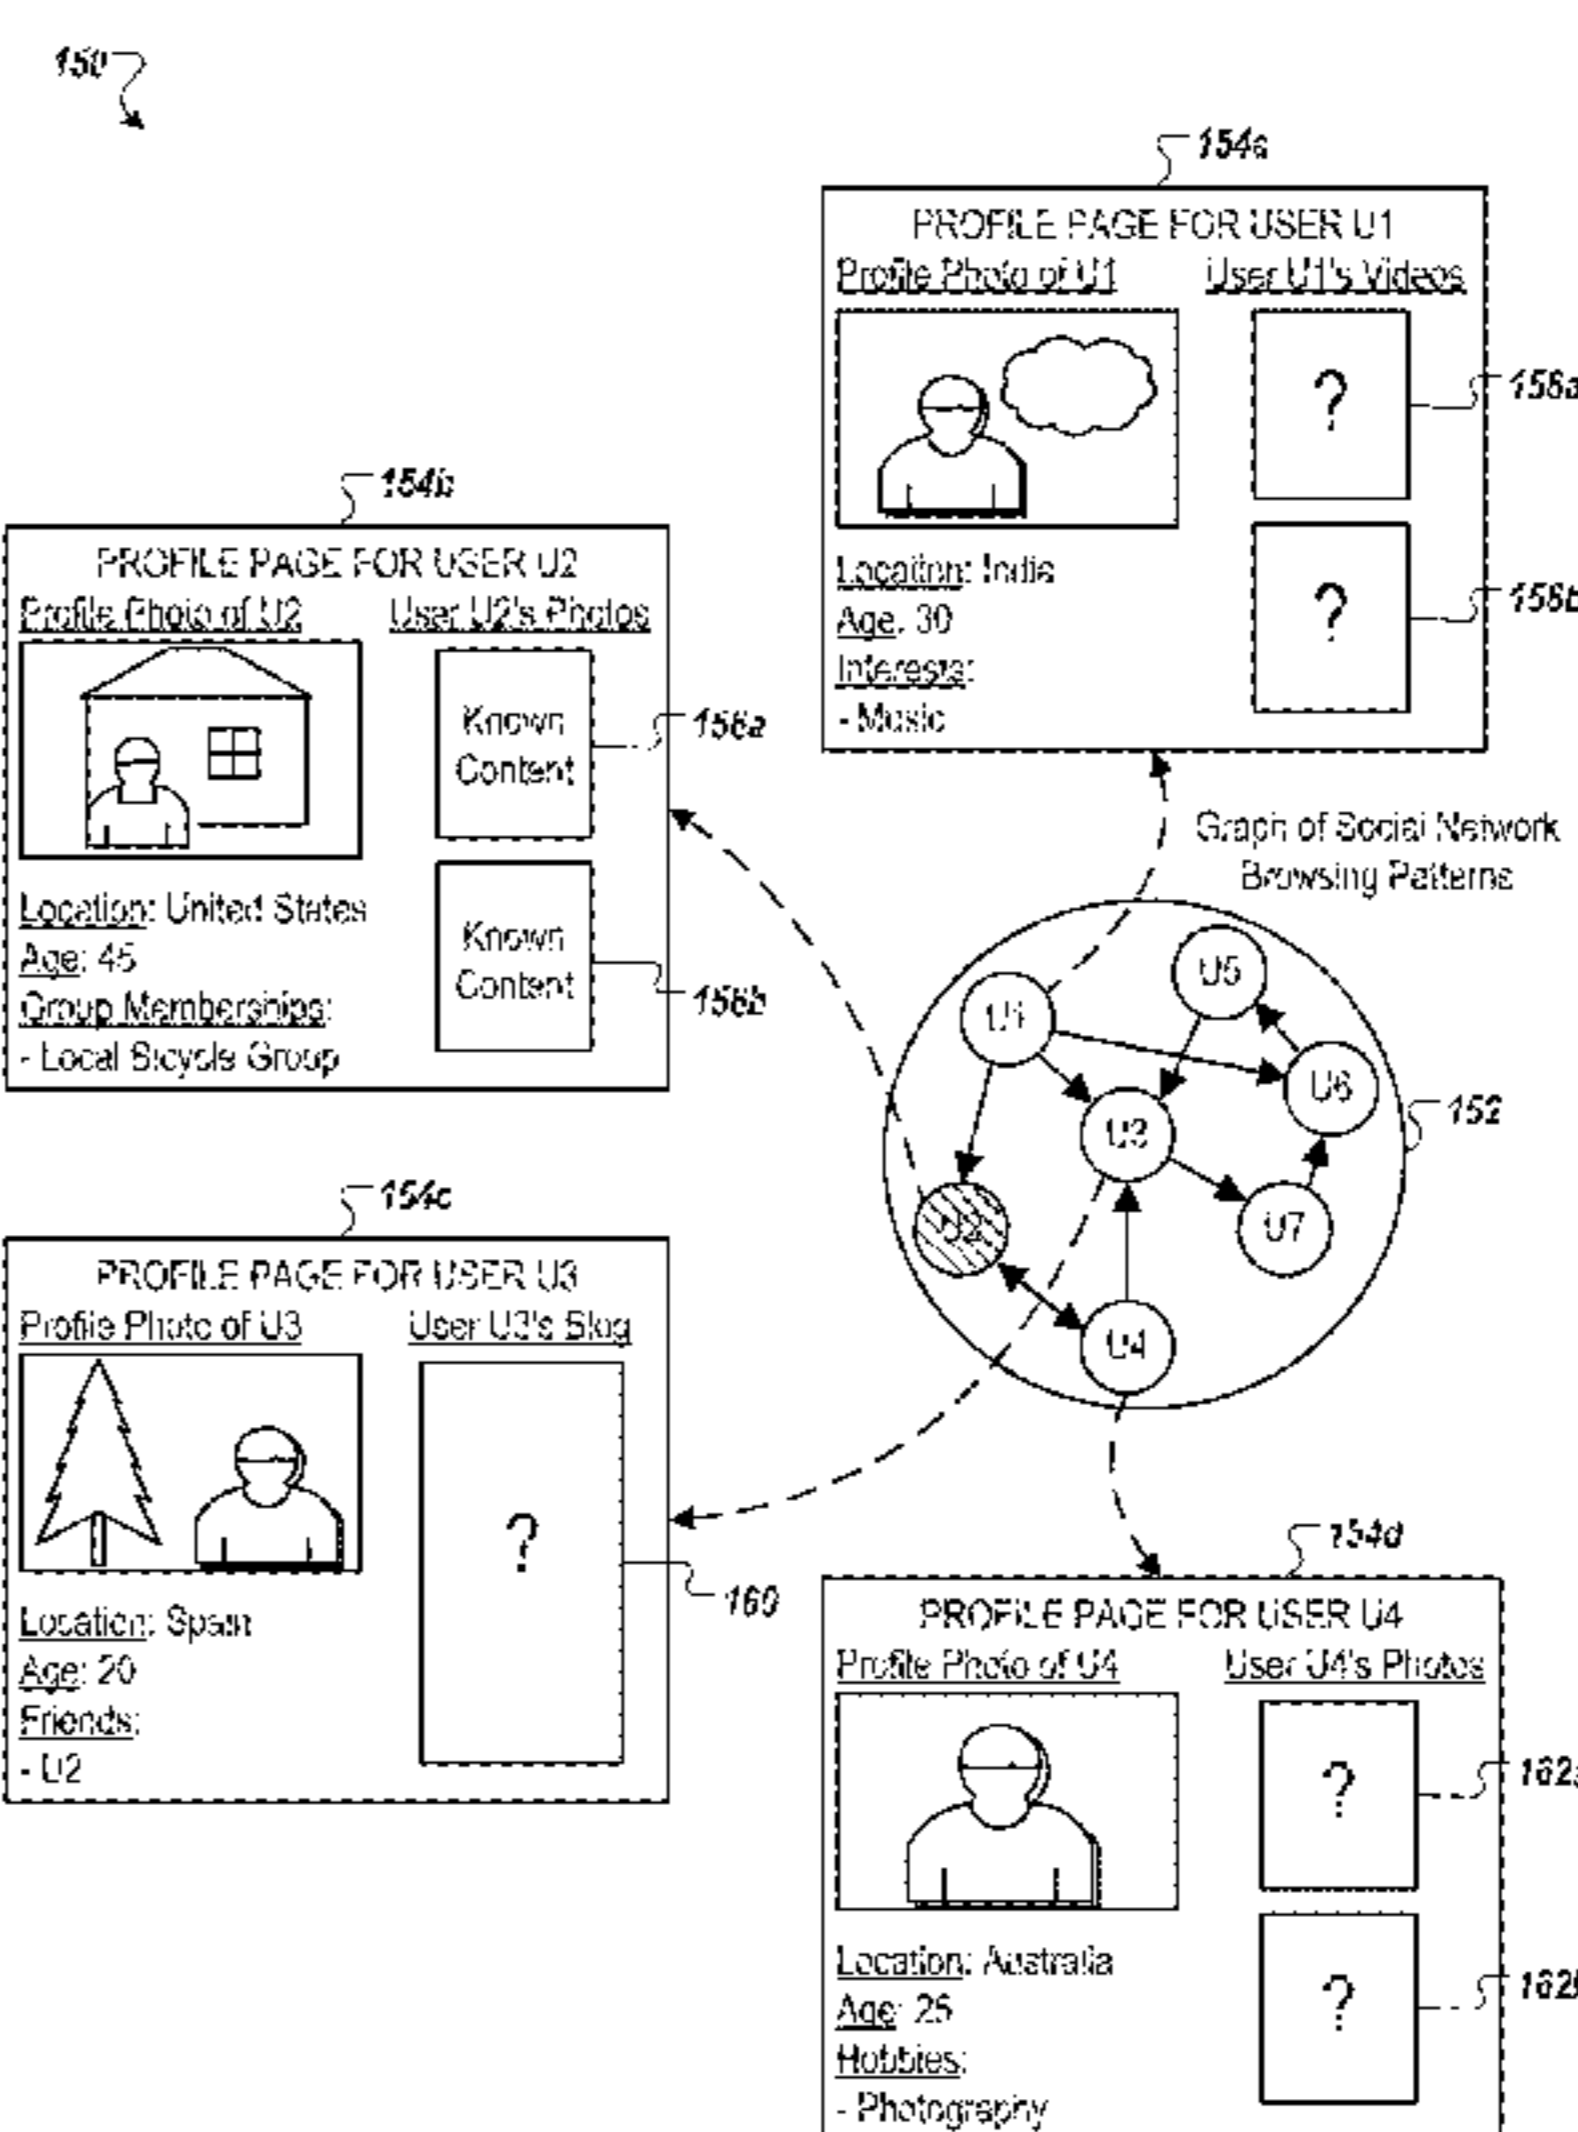 150
154a
PROFILE PAGE FOR USER U1
Profile Photo of U1
User U1's Videos
?
158a
?
158b
Location: India
Age: 30
Interests:
- Music
154b
PROFILE PAGE FOR USER U2
Profile Photo of U2
User U2's Photos
Known
Content
156a
Known
Content
156b
Location: United States
Age: 45
Group Memberships:
- Local Bicycle Group
Graph of Social Network
Browsing Patterns
U1
U5
U6
U3
U2
U7
U4
152
154c
PROFILE PAGE FOR USER U3
Profile Photo of U3
User U3's Blog
?
160
Location: Spain
Age: 20
Friends:
- U2
154d
PROFILE PAGE FOR USER U4
Profile Photo of U4
User U4's Photos
?
162a
?
162b
Location: Australia
Age: 25
Hobbies:
- Photography